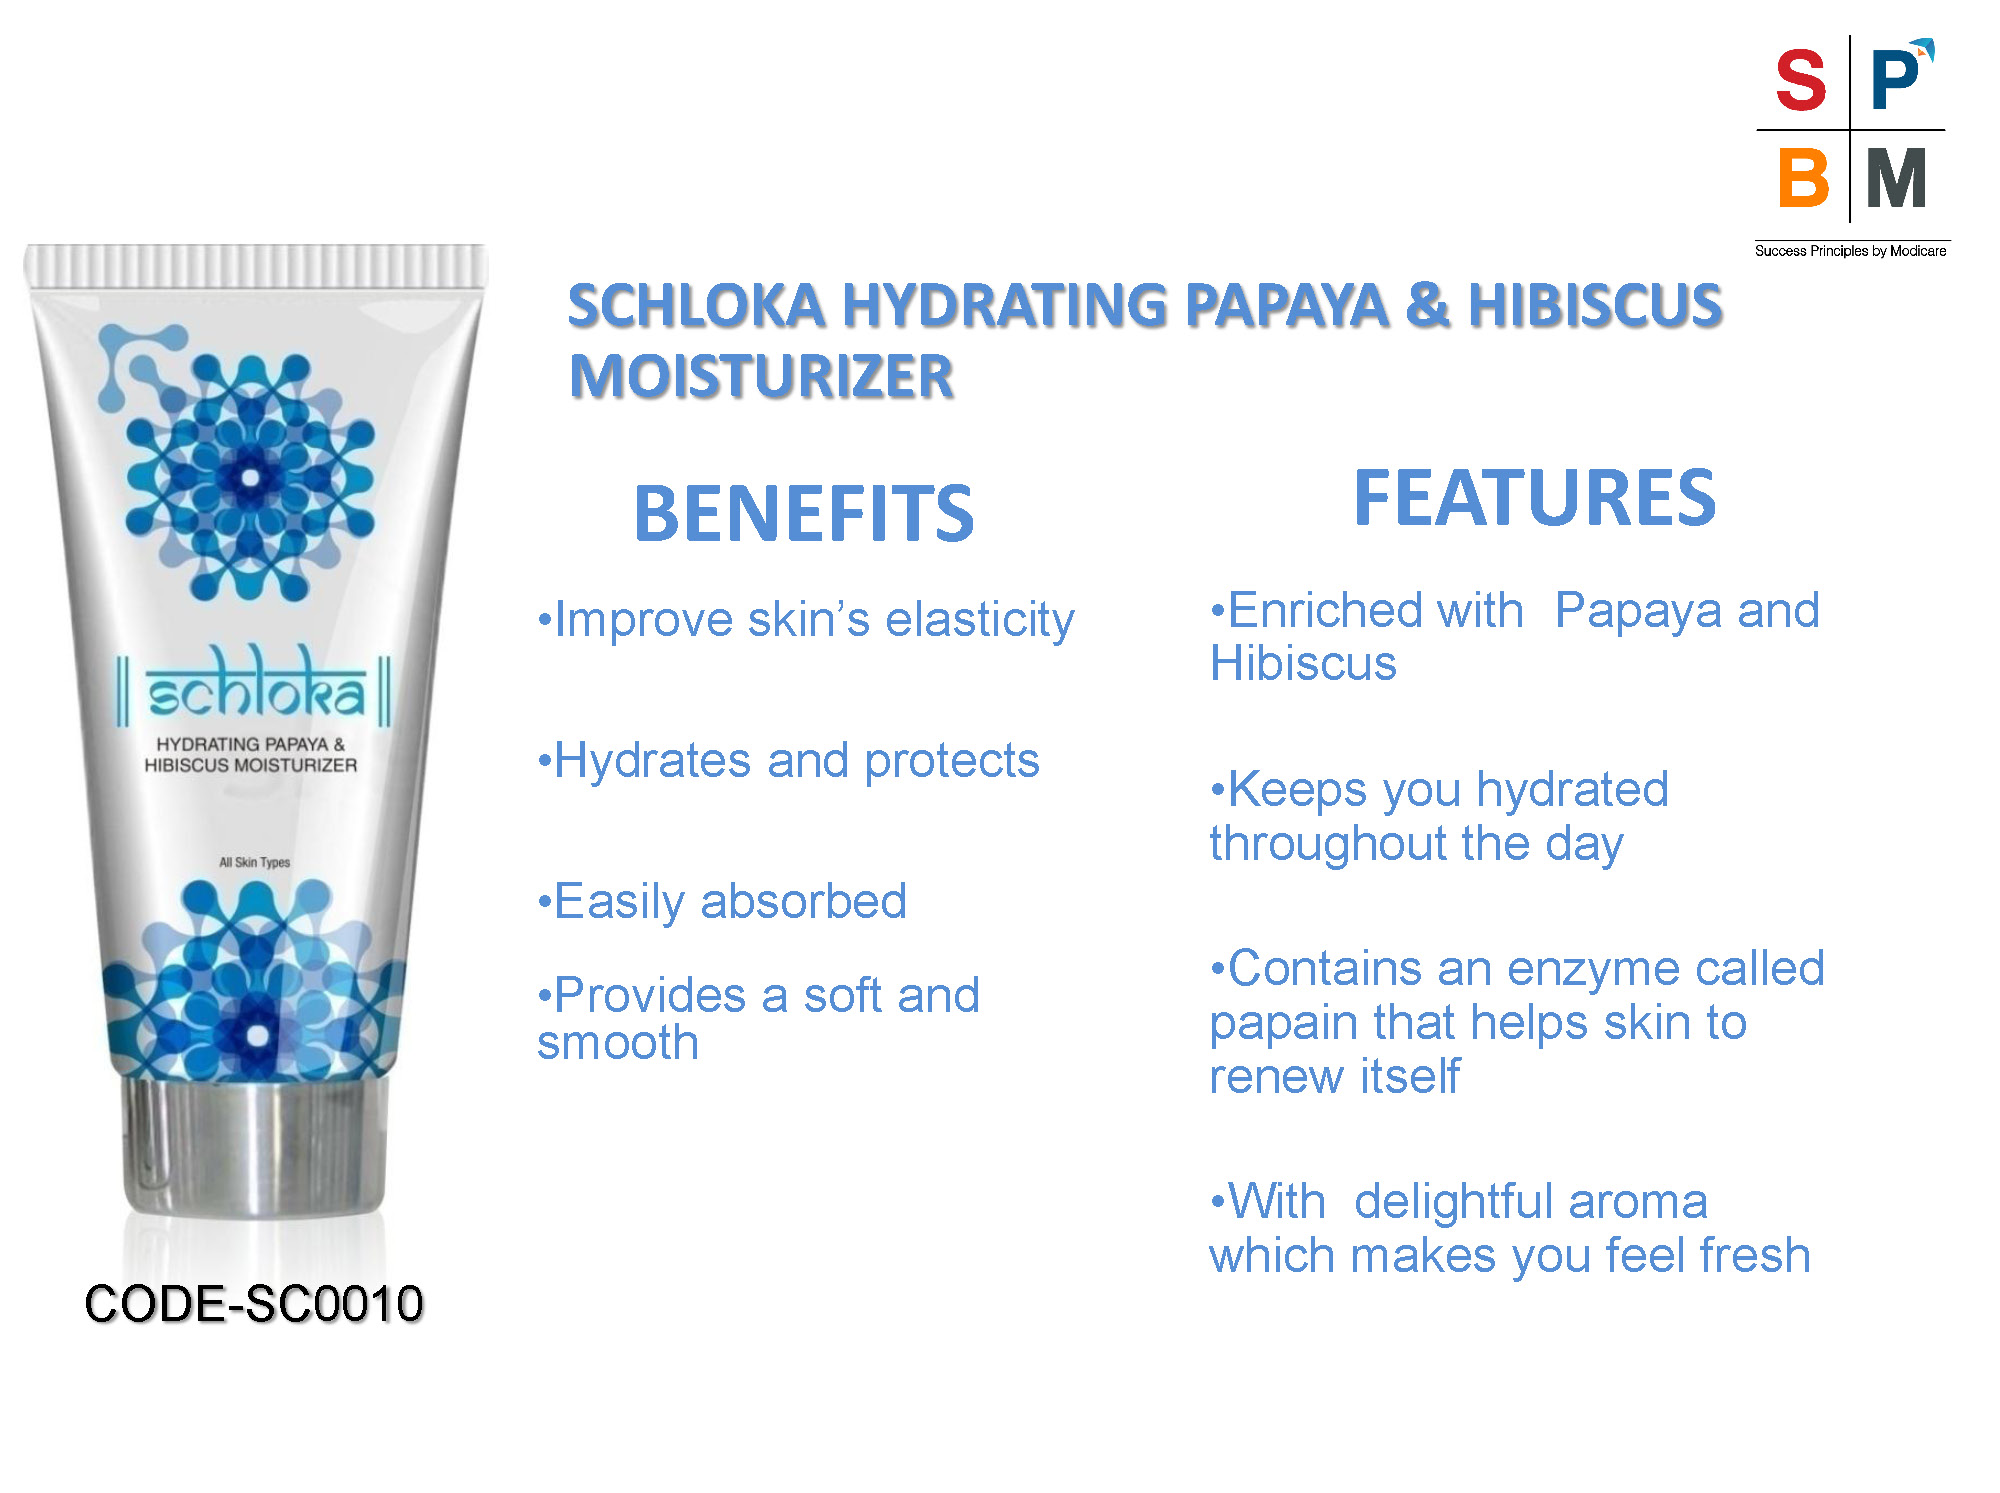 S P
B M
Success Principles by Modicare
SCHLOKA HYDRATING PAPAYA & HIBISCUS
MOISTURIZER
schloka
HYDRATING PAPAYA &
HIBISCUS MOISTURIZER
All Skin Types
CODE-SC0010
BENEFITS
•Improve skin’s elasticity
•Hydrates and protects
•Easily absorbed
•Provides a soft and
smooth
FEATURES
•Enriched with  Papaya and
Hibiscus
•Keeps you hydrated
throughout the day
•Contains an enzyme called
papain that helps skin to
renew itself
•With  delightful aroma
which makes you feel fresh